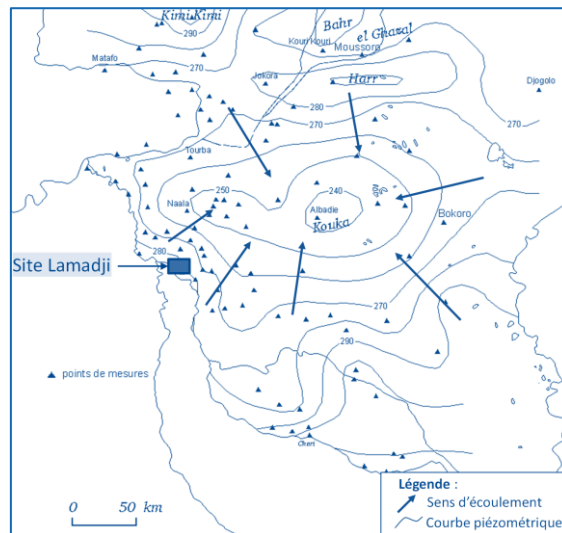 Kimi Kimi
290
Bahr
el Ghazal
Kouri Kouri
Moussoro
Matafo
270
270
Jokora
Harr
Djogolo
280
270
270
Tourba
Naala
250
240
Albadie
Kouka
Bokoro
280
Site Lamadji
270
290
points de mesures
Cheri
0 50 km
Légende :
Sens d'écoulement
Courbe piézométrique